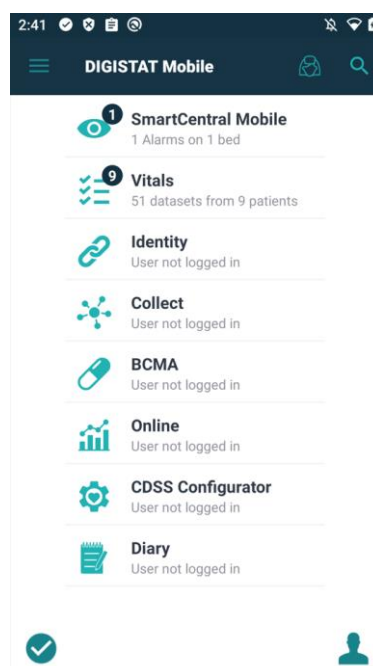 2:41
DIGISTAT Mobile
1
SmartCentral Mobile
1 Alarms on 1 bed
9
Vitals
51 datasets from 9 patients
Identity
User not logged in
Collect
User not logged in
BCMA
User not logged in
Online
User not logged in
CDSS Configurator
User not logged in
Diary
User not logged in